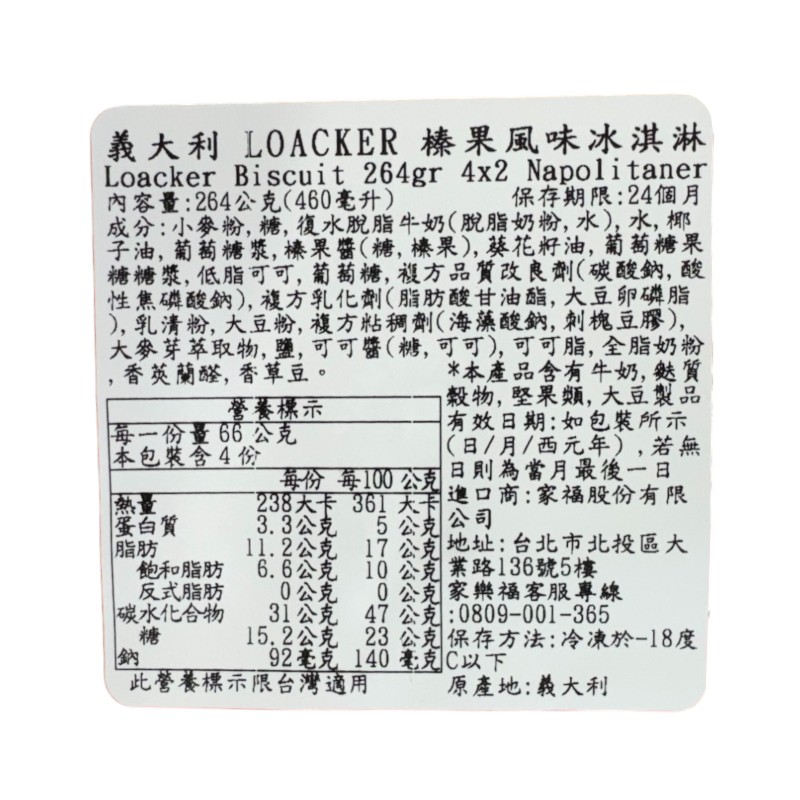 義大利 LOACKER 榛果風味冰淇淋
Loacker Biscuit 264gr 4x2 Napolitaner
內容量:264公克(460毫升) 保存期限:24個月
成分:小麥粉,糖,復水脫脂牛奶(脫脂奶粉,水),水,椰
子油,葡萄糖漿,榛果醬(糖,榛果),葵花籽油,葡萄糖果
糖糖漿,低脂可可,葡萄糖,複方品質改良劑(碳酸鈉,酸
性焦磷酸鈉),複方乳化劑(脂肪酸甘油酯,大豆卵磷脂
),乳清粉,大豆粉,複方粘稠劑(海藻酸鈉,刺槐豆膠),
大麥芽萃取物,鹽,可可醬(糖,可可),可可脂,全脂奶粉
,香莢蘭醛,香草豆。
*本產品含有牛奶,麩質
穀物,堅果類,大豆製品
有效日期:如包裝所示
(日/月/西元年),若無
日則為當月最後一日
進口商:家福股份有限
公司
地址:台北市北投區大
業路136號5樓
家樂福客服專線
:0809-001-365
保存方法:冷凍於-18度
C以下
原產地:義大利
營養標示
每一份量 66 公克
本包裝含 4 份
每份 每100 公克
熱量 238大卡 361 大卡
蛋白質 3.3公克 5 公克
脂肪 11.2公克 17 公克
飽和脂肪 6.6公克 10 公克
反式脂肪 0公克 0 公克
碳水化合物 31公克 47 公克
糖 15.2公克 23 公克
鈉 92毫克 140 毫克
此營養標示限台灣適用